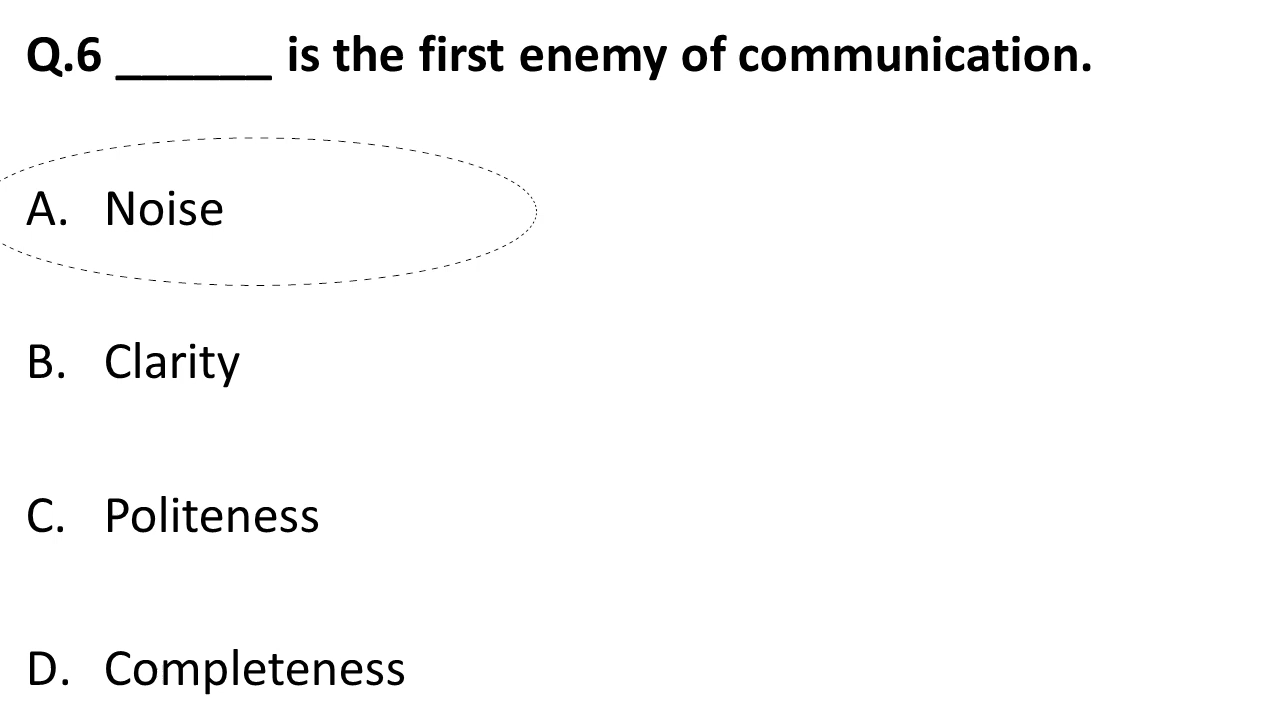 Q.6 ______ is the first enemy of communication.
A. Noise
B. Clarity
C. Politeness
D. Completeness